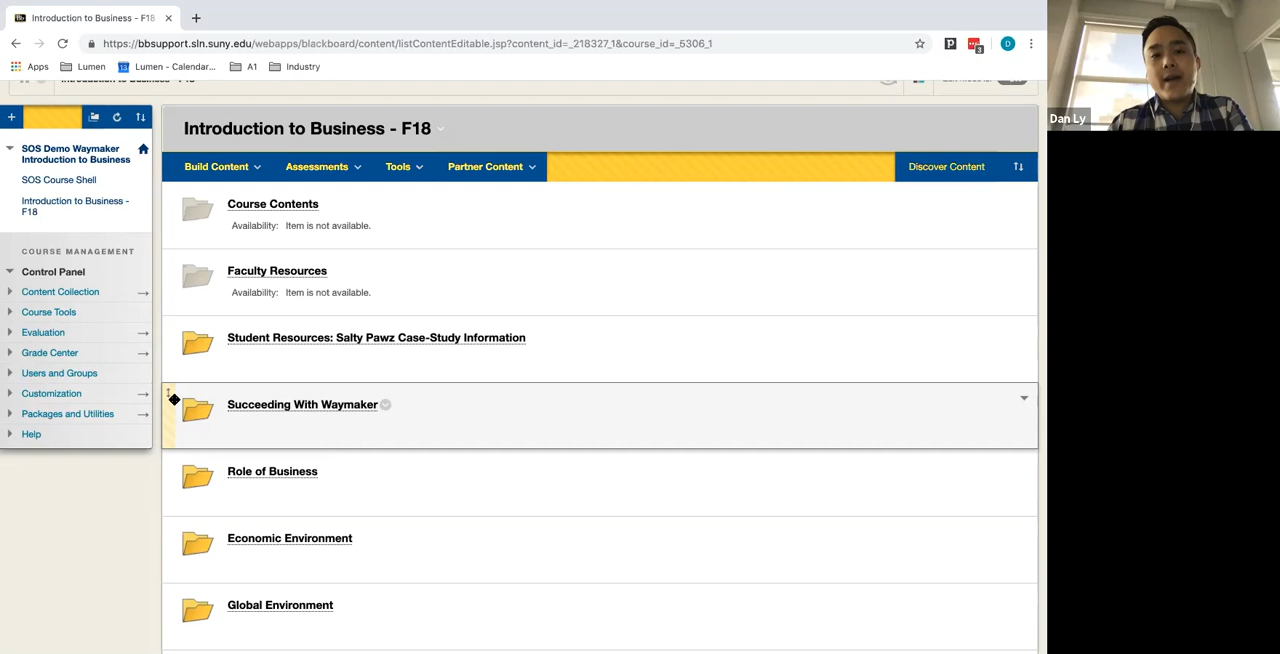 Introduction to Business - F18
https://bbsupport.sln.suny.edu/webapps/blackboard/content/listContentEditable.jsp?content_id=_218327_1&course_id=_5306_1
3
D
Apps
Lumen
13
Lumen - Calendar...
A1
Industry
Dan Ly
SOS Demo Waymaker
Introduction to Business
SOS Course Shell
Introduction to Business -
F18
COURSE MANAGEMENT
Control Panel
Content Collection
Course Tools
Evaluation
Grade Center
Users and Groups
Customization
Packages and Utilities
Help
Introduction to Business - F18
Build Content
Assessments
Tools
Partner Content
Discover Content
Course Contents
Availability: Item is not available.
Faculty Resources
Availability: Item is not available.
Student Resources: Salty Pawz Case-Study Information
Succeeding With Waymaker
Role of Business
Economic Environment
Global Environment